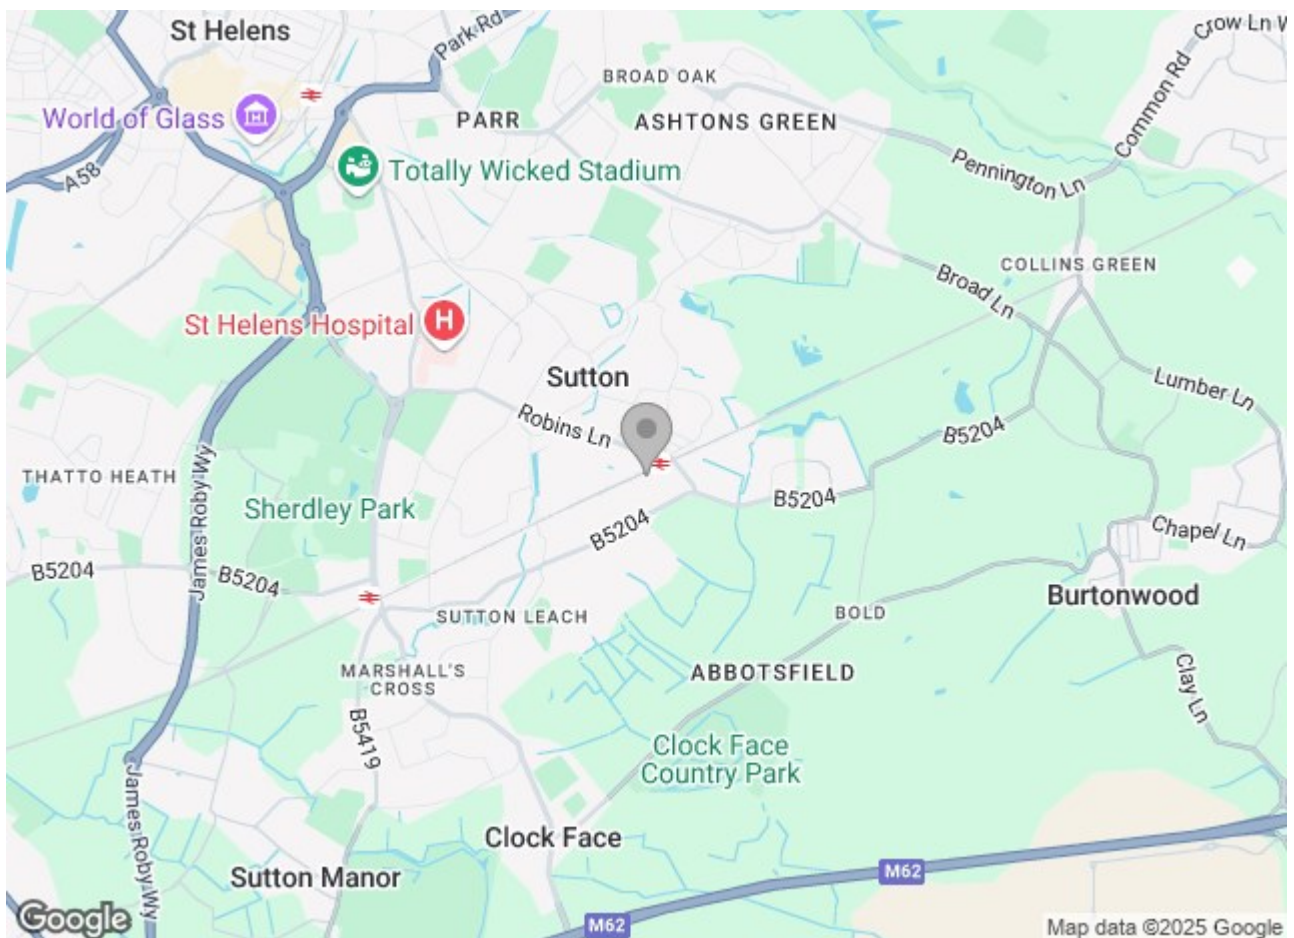 St Helens
Park Rd
Crow Ln W
BROAD OAK
Common Rd
World of Glass
PARR
ASHTONS GREEN
A58
Totally Wicked Stadium
Pennington Ln
COLLINS GREEN
Broad Ln
St Helens Hospital
H
Sutton
Lumber Ln
Robins Ln
B5204
THATTO HEATH
James Roby Wy
Sherdley Park
B5204
B5204
Chapel Ln
B5204
B5204
Burtonwood
SUTTON LEACH
BOLD
MARSHALL'S
CROSS
ABBOTSFIELD
Clay Ln
B5419
Clock Face
Country Park
James Roby Wy
Clock Face
Sutton Manor
M62
M62
Google
Map data ©2025 Google